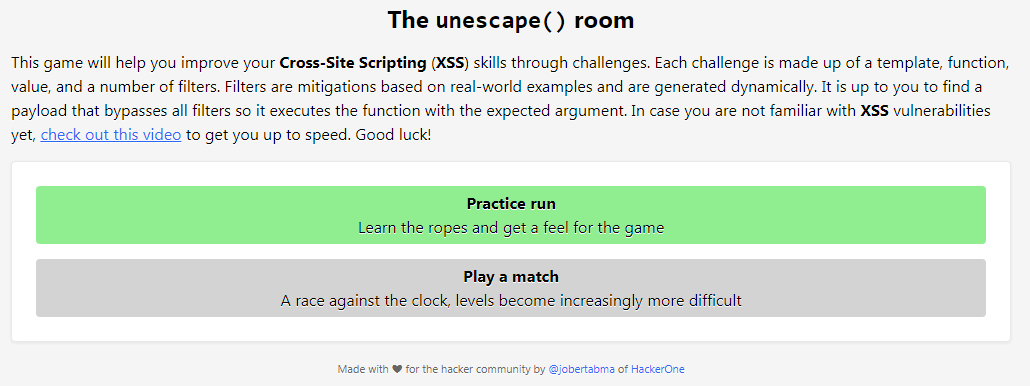 The unescape() room
This game will help you improve your Cross-Site Scripting (XSS) skills through challenges. Each challenge is made up of a template, function,
value, and a number of filters. Filters are mitigations based on real-world examples and are generated dynamically. It is up to you to find a
payload that bypasses all filters so it executes the function with the expected argument. In case you are not familiar with XSS vulnerabilities
yet, check out this video to get you up to speed. Good luck!
Practice run
Learn the ropes and get a feel for the game
Play a match
A race against the clock, levels become increasingly more difficult
Made with ❤ for the hacker community by @jobertabma of HackerOne